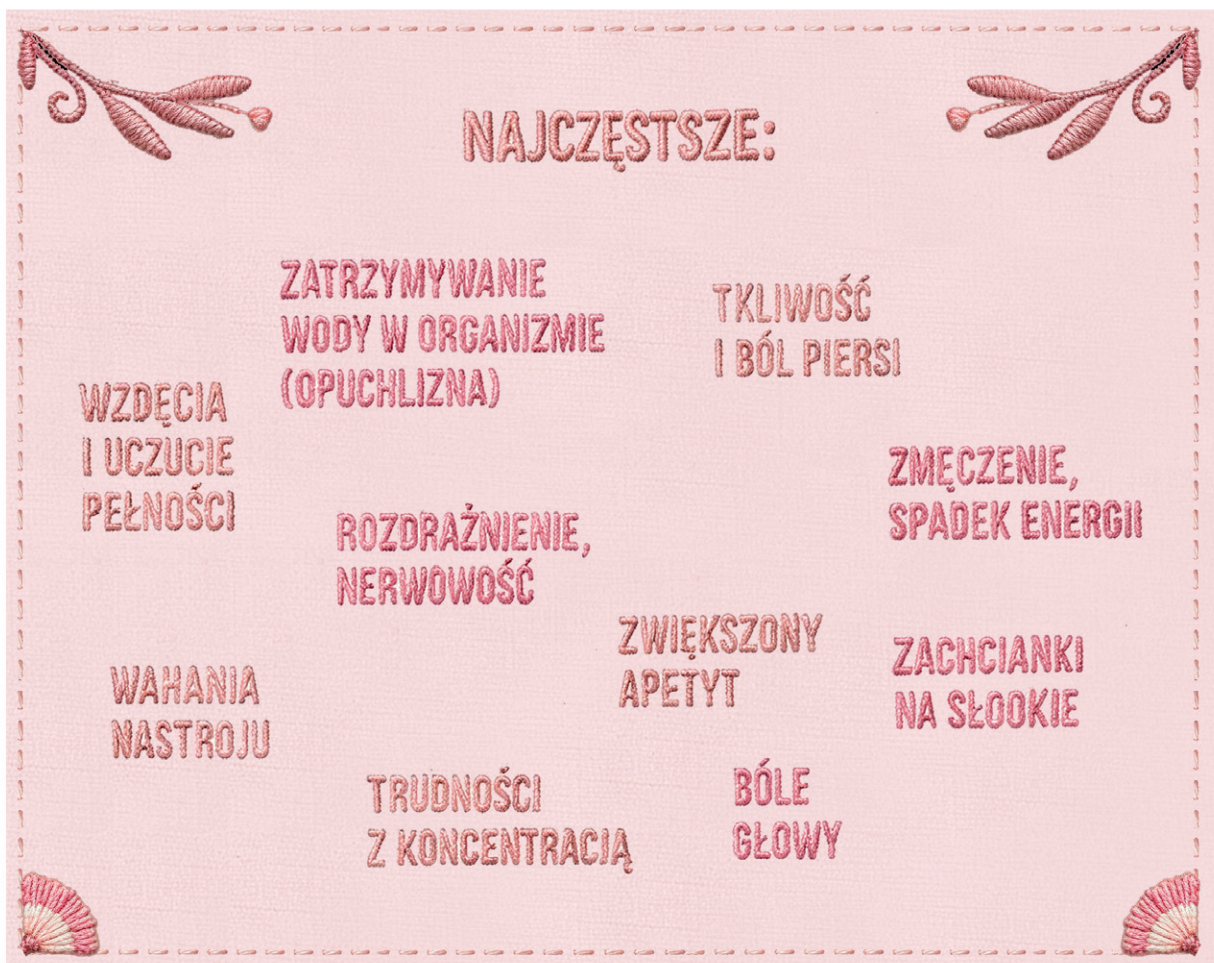 NAJCZĘSTSZE:
ZATRZYMYWANIE
WODY W ORGANIZMIE
(OPUCHLIZNA)
TKLIWOŚĆ
I BÓL PIERSI
WZDĘCIA
I UCZUCIE
PEŁNOŚCI
ZMĘCZENIE,
SPADEK ENERGII
ROZDRAŻNIENIE,
NERWOWOŚĆ
ZWIĘKSZONY
APETYT
ZACHCIANKI
NA SŁOOKIE
WAHANIA
NASTROJU
TRUDNOŚCI
Z KONCENTRACIĄ
BÓLE
GŁOWY